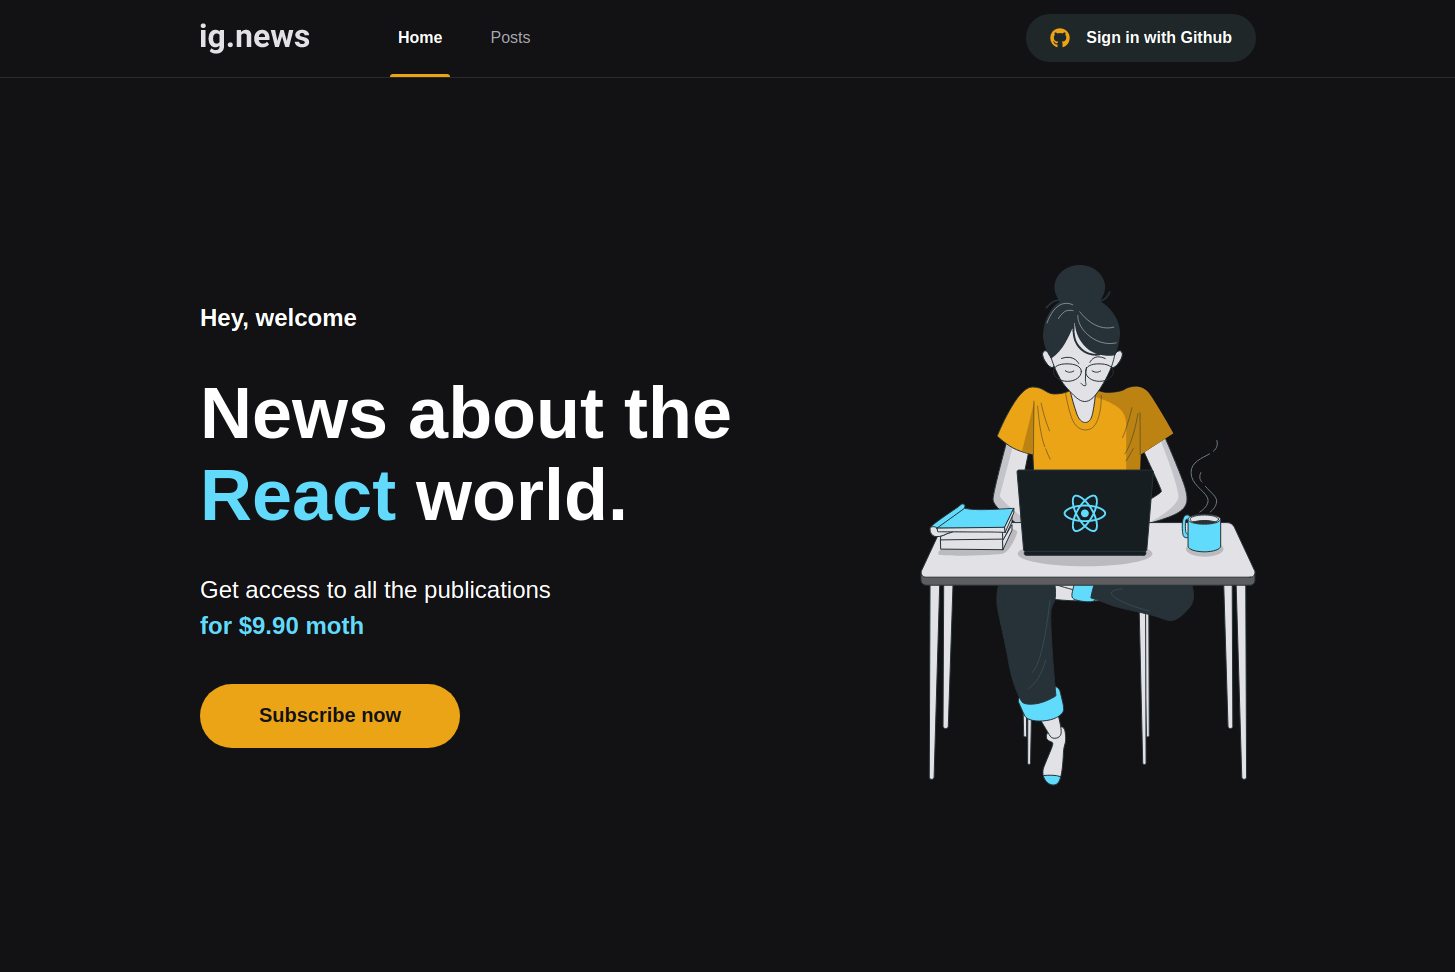 ig.news
Home
Posts
Sign in with Github
Hey, welcome
News about the
React world.
Get access to all the publications
for $9.90 moth
Subscribe now